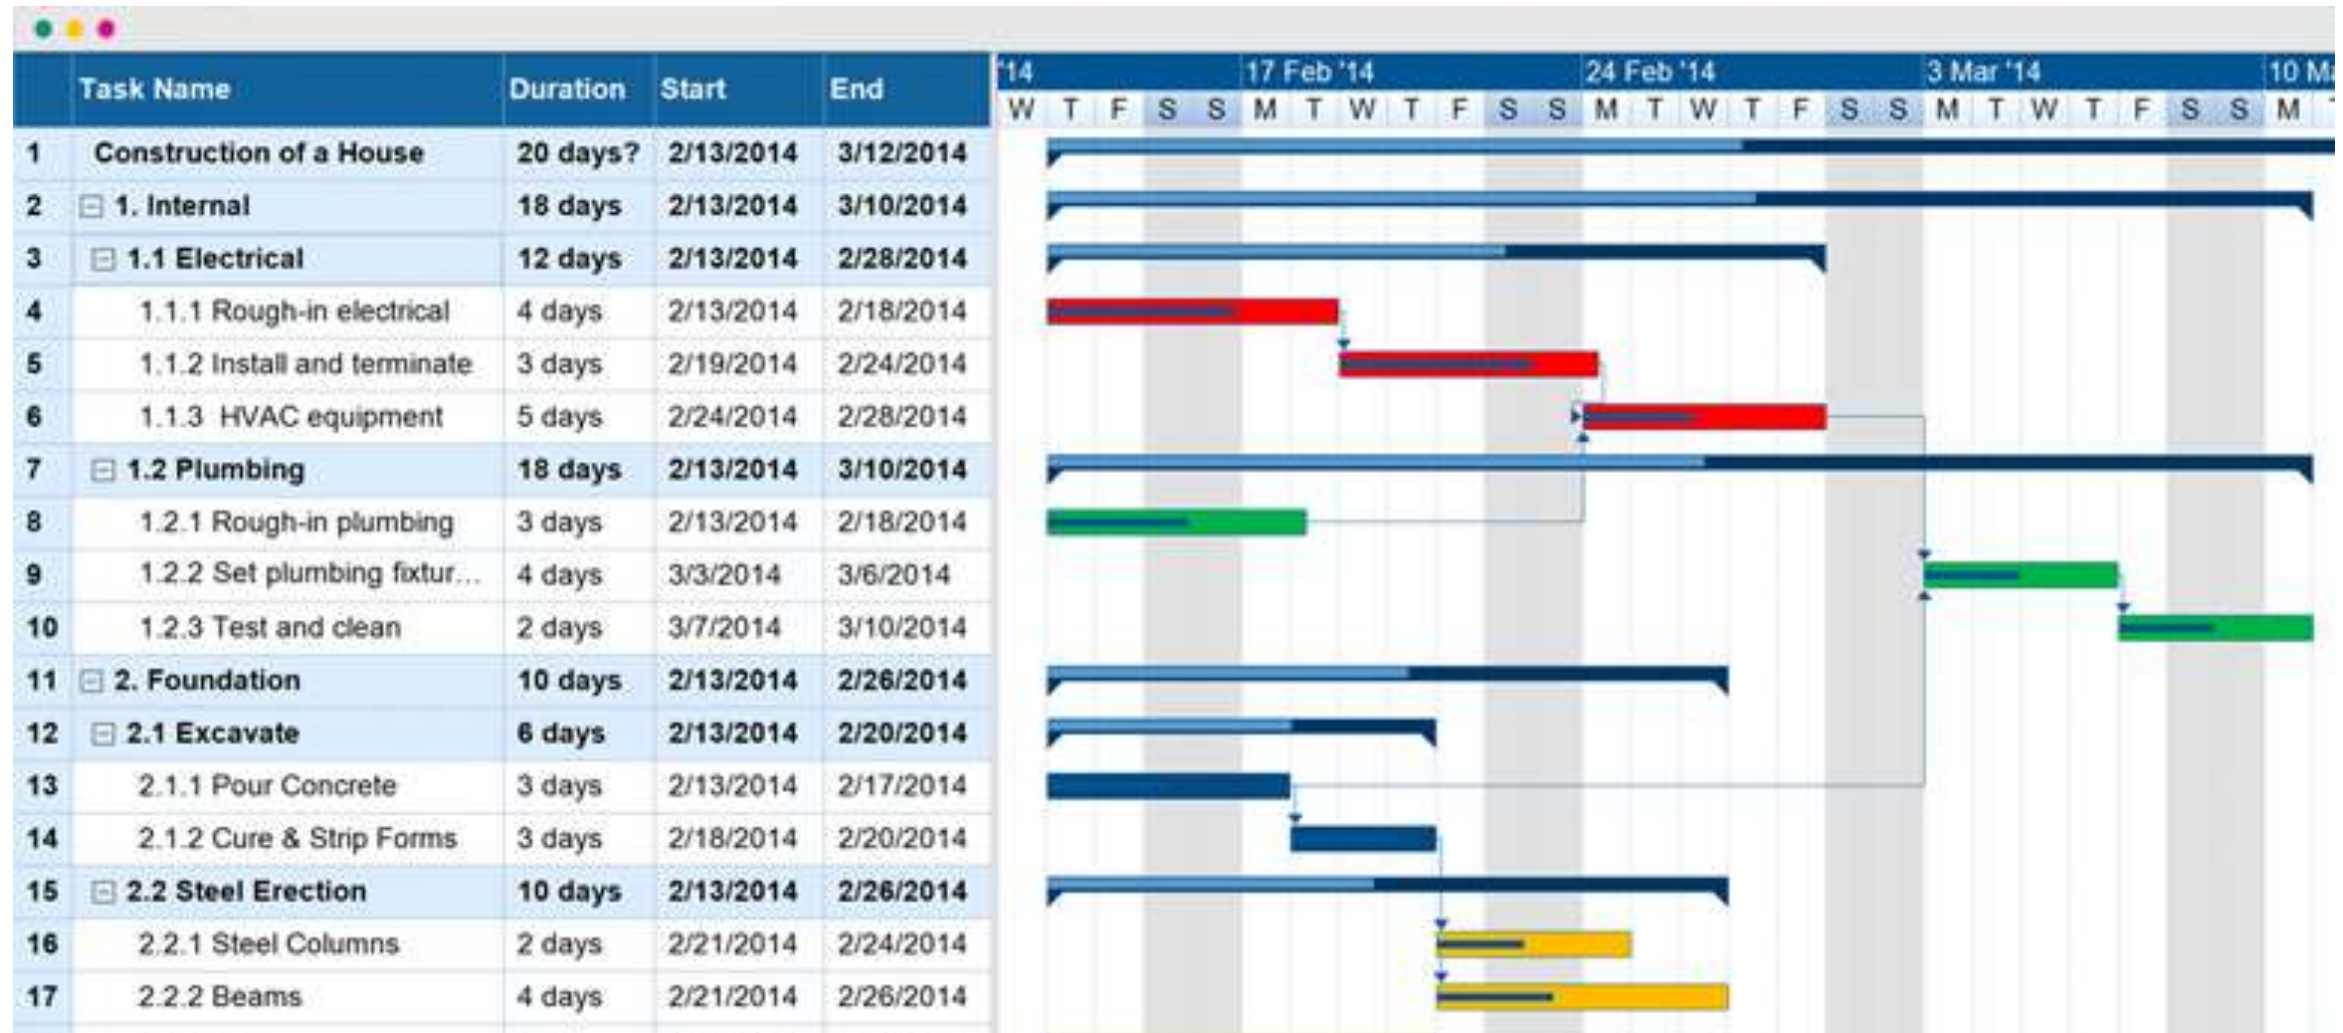 '14 17 Feb '14 24 Feb '14 3 Mar '14 10 Ma
Task Name Duration Start End
W T F S S M T W T F S S M T W T F S S M T W T F S S M
1 Construction of a House 20 days? 2/13/2014 3/12/2014
2 1. Internal 18 days 2/13/2014 3/10/2014
3 1.1 Electrical 12 days 2/13/2014 2/28/2014
4 1.1.1 Rough-in electrical 4 days 2/13/2014 2/18/2014
5 1.1.2 Install and terminate 3 days 2/19/2014 2/24/2014
6 1.1.3 HVAC equipment 5 days 2/24/2014 2/28/2014
7 1.2 Plumbing 18 days 2/13/2014 3/10/2014
8 1.2.1 Rough-in plumbing 3 days 2/13/2014 2/18/2014
9 1.2.2 Set plumbing fixtur... 4 days 3/3/2014 3/6/2014
10 1.2.3 Test and clean 2 days 3/7/2014 3/10/2014
11 2. Foundation 10 days 2/13/2014 2/26/2014
12 2.1 Excavate 6 days 2/13/2014 2/20/2014
13 2.1.1 Pour Concrete 3 days 2/13/2014 2/17/2014
14 2.1.2 Cure & Strip Forms 3 days 2/18/2014 2/20/2014
15 2.2 Steel Erection 10 days 2/13/2014 2/26/2014
16 2.2.1 Steel Columns 2 days 2/21/2014 2/24/2014
17 2.2.2 Beams 4 days 2/21/2014 2/26/2014